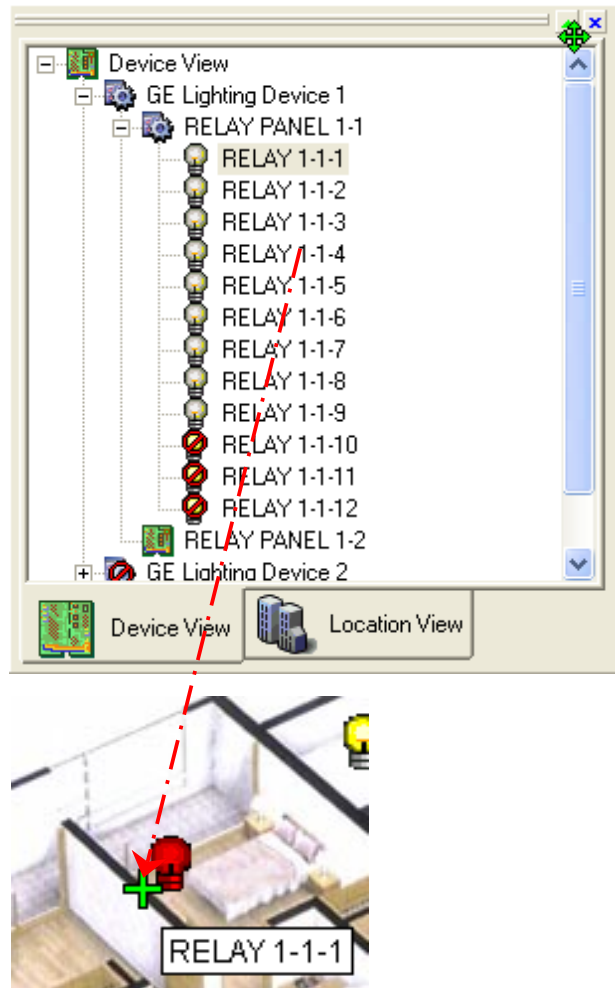 Device View
GE Lighting Device 1
RELAY PANEL 1-1
RELAY 1-1-1
RELAY 1-1-2
RELAY 1-1-3
RELAY 1-1-4
RELAY 1-1-5
RELAY 1-1-6
RELAY 1-1-7
RELAY 1-1-8
RELAY 1-1-9
RELAY 1-1-10
RELAY 1-1-11
RELAY 1-1-12
RELAY PANEL 1-2
GE Lighting Device 2
Device View Location View
RELAY 1-1-1